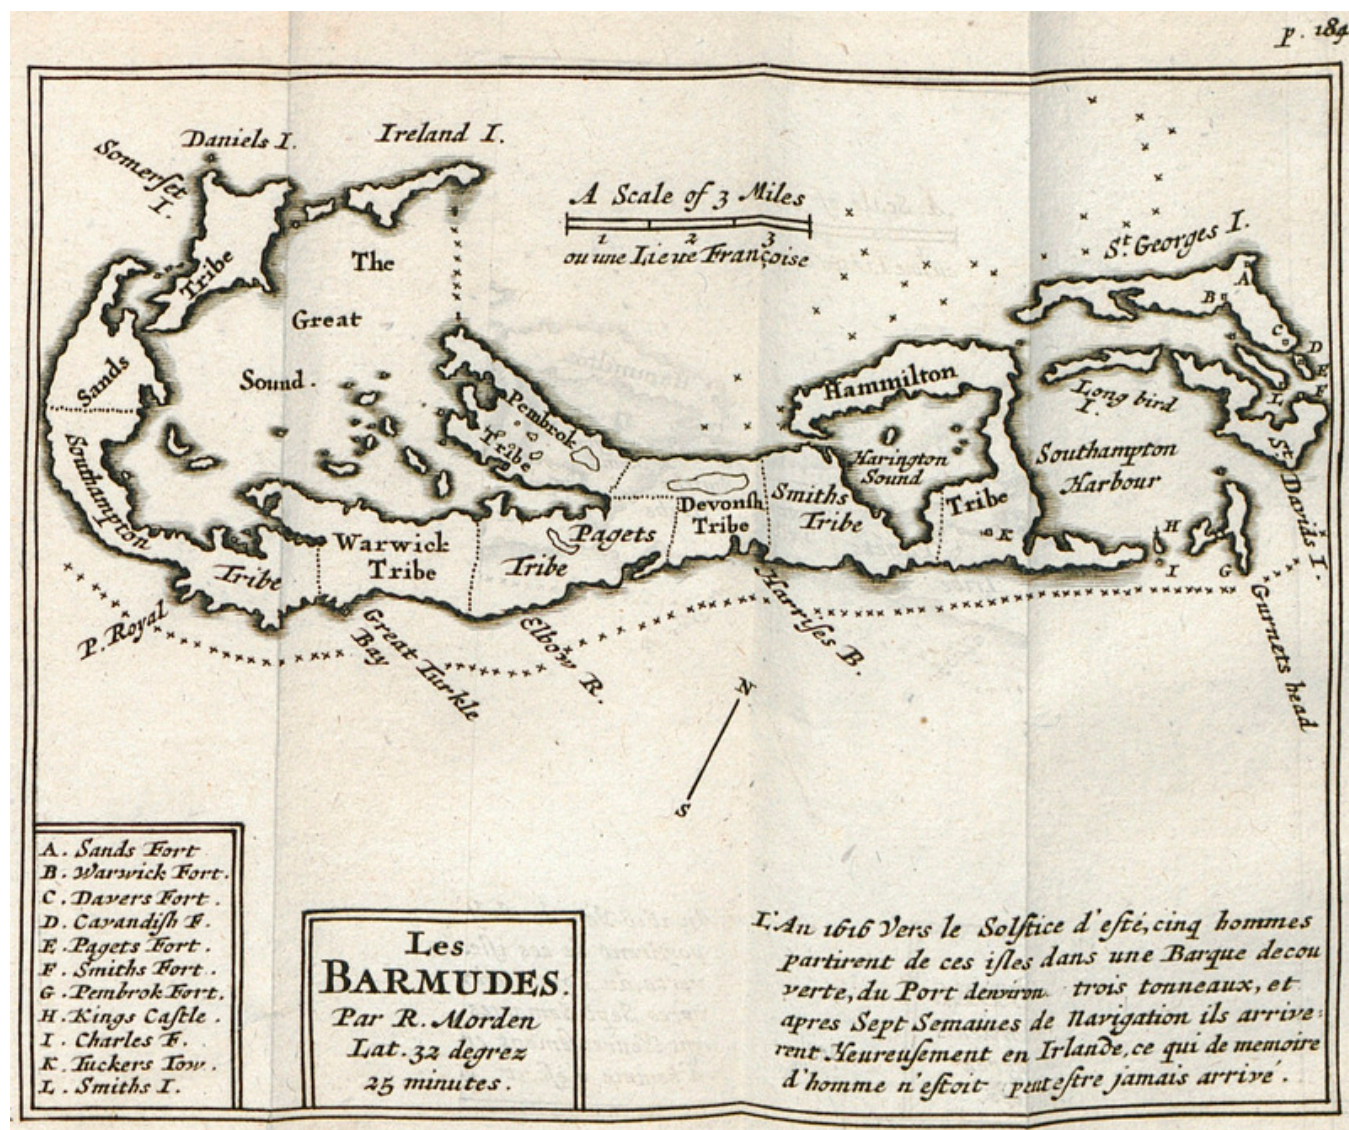 p. 184
Daniels I.
Ireland I.
Somerſet
I.
A Scale of 3 Miles
1 2 3
ou une Lieue Françoise
St. Georges I.
A
B
C
D
E
F
L
The
Great
Sound.
Tribe
Sands
Hammilton
Long bird
I.
Pembrok
Tribe
Harington
Sound
Southampton
Harbour
St. Davids I.
Southampton
Tribe
Warwick
Tribe
Pagets
Tribe
Devonsh
Tribe
Smiths
Tribe
Tribe
K
H
I
G
P. Royal
Great Turkle
Bay
Elbow R.
Harriſes B.
Gurnets head
N
S
A. Sands Fort
B. Warwick Fort.
C. Davers Fort.
D. Cavandiſh F.
E. Pagets Fort.
F. Smiths Fort.
G. Pembrok Fort.
H. Kings Caſtle.
I. Charles F.
K. Tuckers Tow.
L. Smiths I.
Les
BARMUDES.
Par R. Morden
Lat. 32 degrez
25 minutes.
L'An 1616 Vers le Solſtice d'eſté, cinq hommes
partirent de ces iſles dans une Barque decou
verte, du Port denviron trois tonneaux, et
apres Sept Semaines de Navigation ils arrive:
rent Heureuſement en Irlande, ce qui de memoire
d'homme n'eſtoit peuteſtre jamais arrivé.